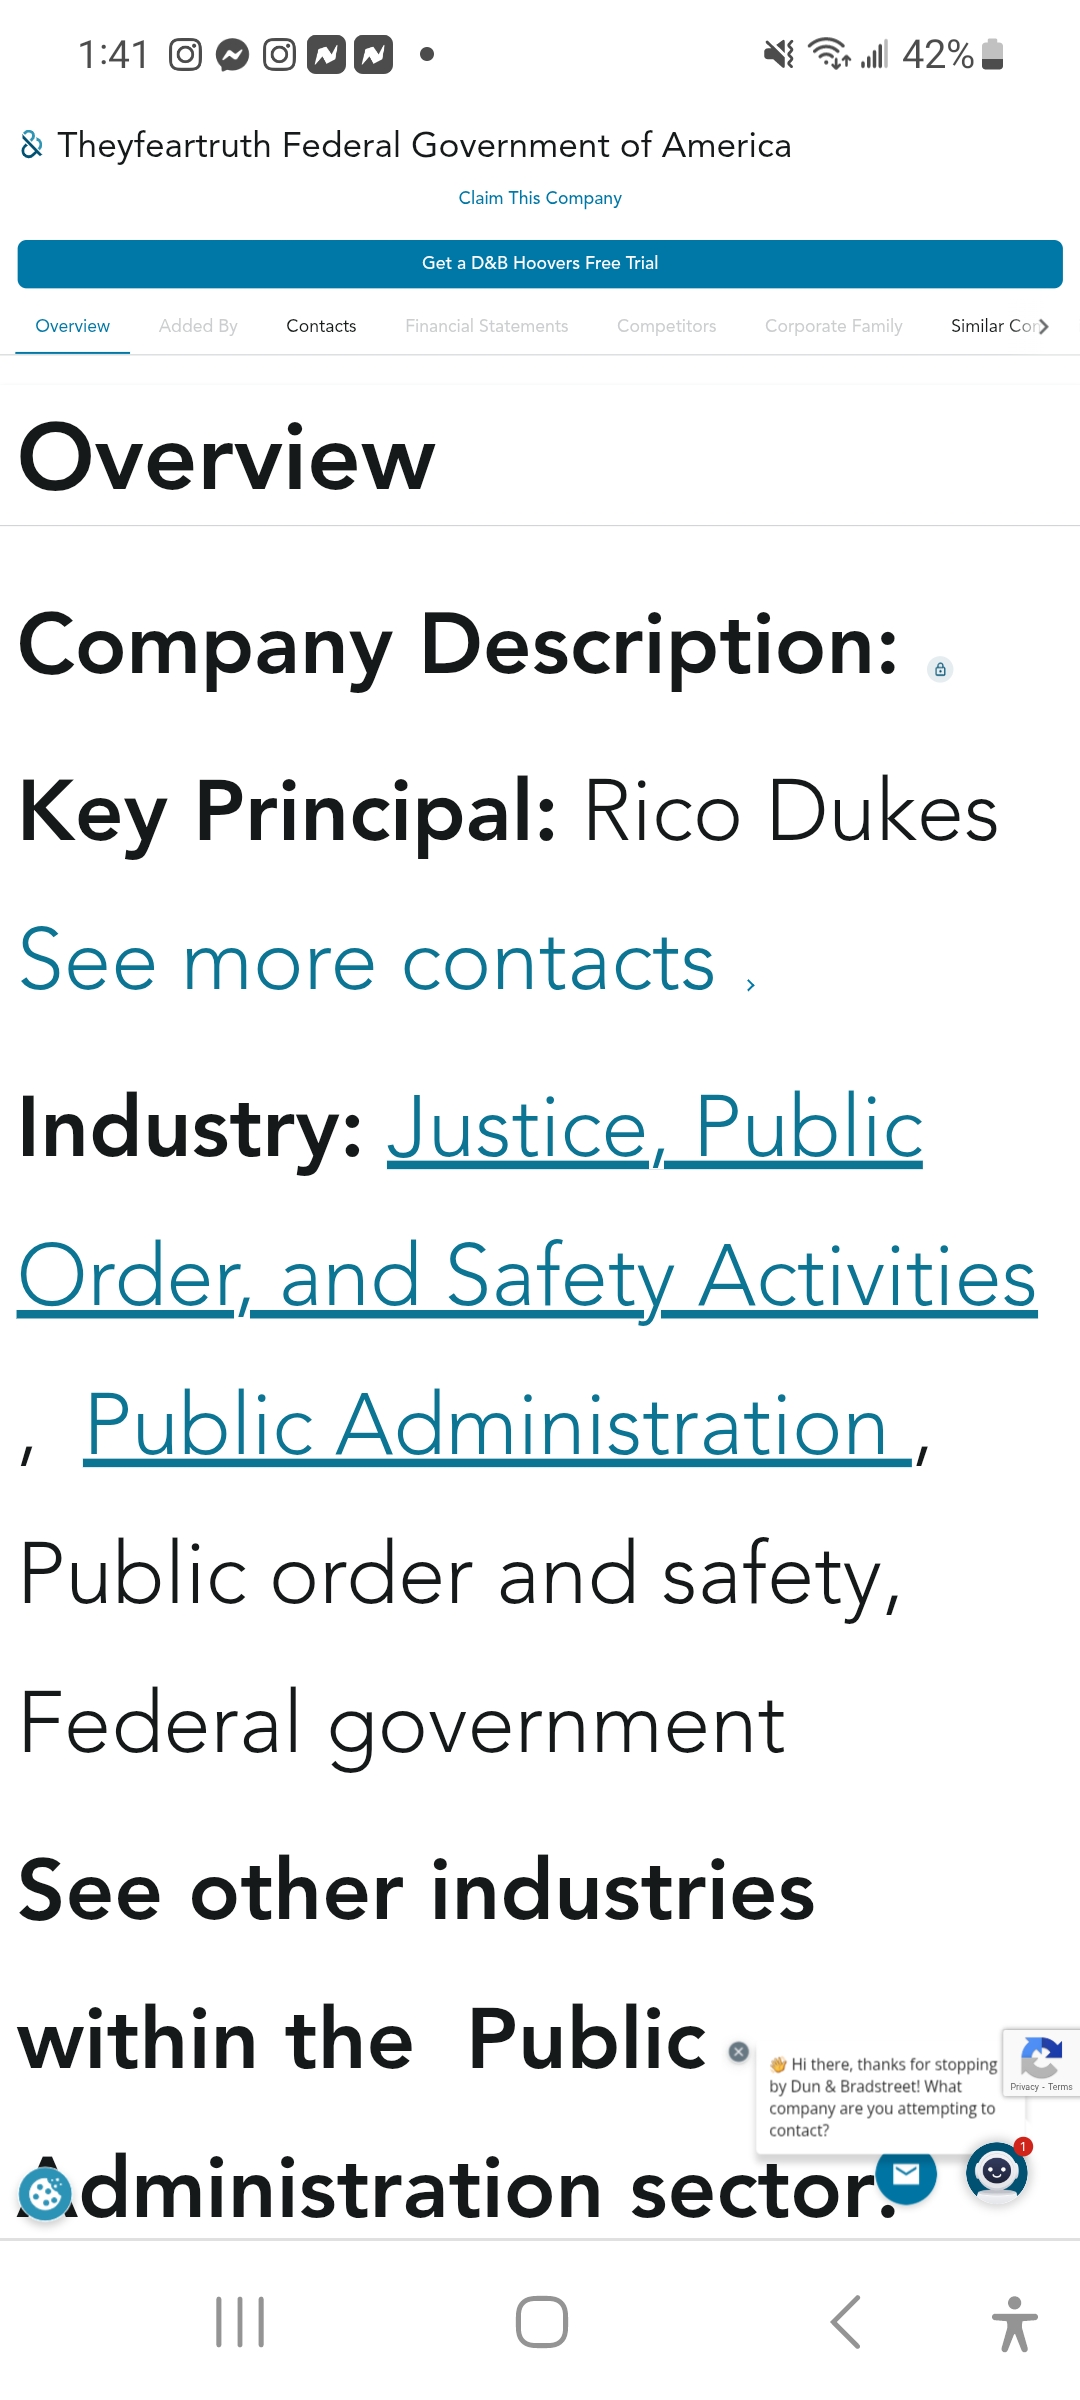 1:41
42%
Theyfeartruth Federal Government of America
Claim This Company
Get a D&B Hoovers Free Trial
Overview Added By Contacts Financial Statements Competitors Corporate Family Similar Con
Overview
Company Description:
Key Principal: Rico Dukes
See more contacts
Industry: Justice, Public
Order, and Safety Activities
, Public Administration ,
Public order and safety,
Federal government
See other industries
within the Public
Administration sector:
👋 Hi there, thanks for stopping
by Dun & Bradstreet! What
company are you attempting to
contact?
Privacy - Terms
1